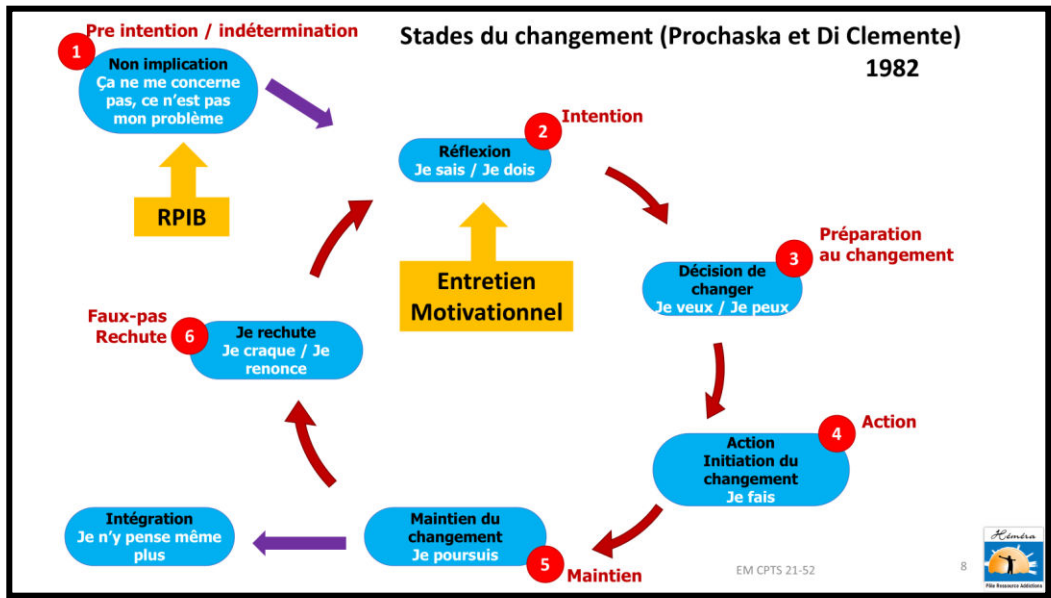 Stades du changement (Prochaska et Di Clemente)
1982
Pre intention / indétermination
1
Non implication
Ça ne me concerne
pas, ce n'est pas
mon problème
RPIB
2
Intention
Réflexion
Je sais / Je dois
Entretien
Motivationnel
3
Préparation
au changement
Décision de
changer
Je veux / Je peux
4
Action
Action
Initiation du
changement
Je fais
5
Maintien
Maintien du
changement
Je poursuis
Faux-pas
Rechute
6
Je rechute
Je craque / Je
renonce
Intégration
Je n'y pense même
plus
EM CPTS 21-52
8
Héméra
Pôle Ressource Addictions